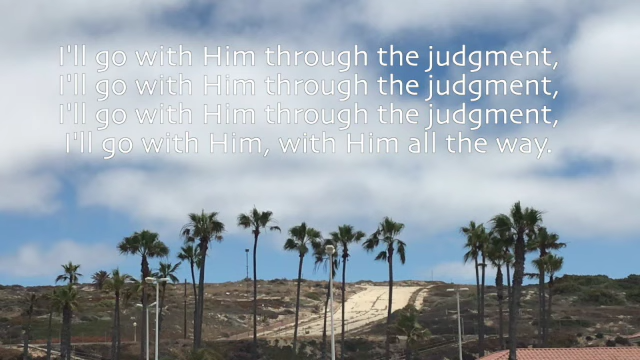 I'll go with Him through the judgment,
I'll go with Him through the judgment,
I'll go with Him through the judgment,
I'll go with Him, with Him all the way.